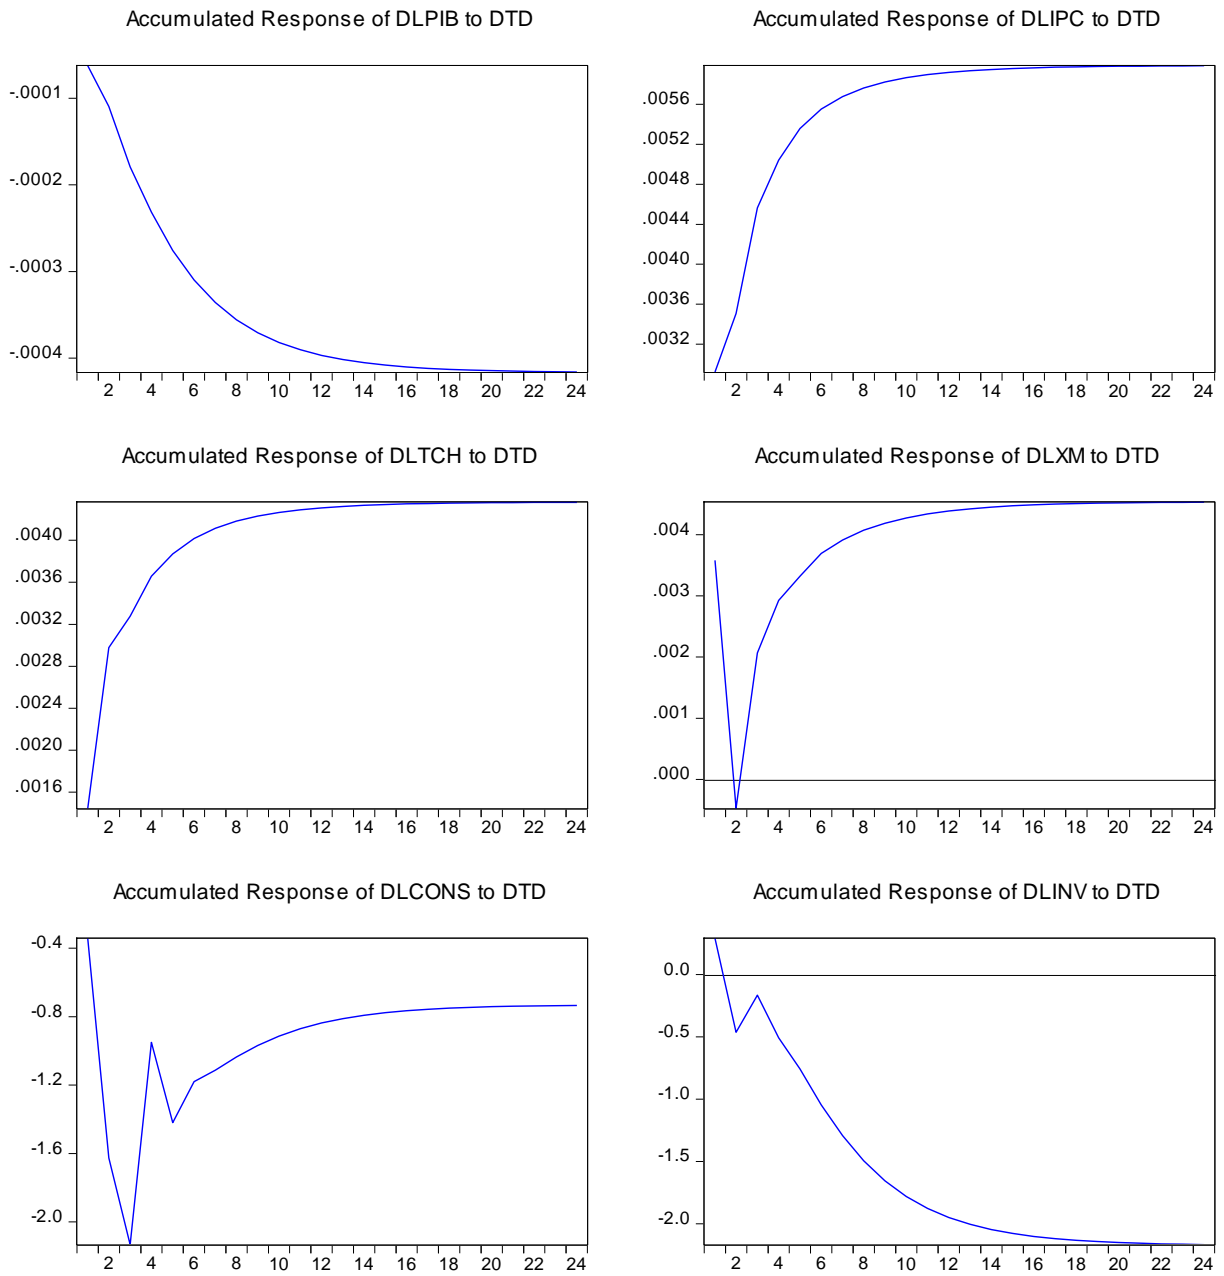 Accumulated Response of DLPIB to DTD
-.0001
-.0002
-.0003
-.0004
2 4 6 8 10 12 14 16 18 20 22 24
Accumulated Response of DLIPC to DTD
.0056
.0052
.0048
.0044
.0040
.0036
.0032
2 4 6 8 10 12 14 16 18 20 22 24
Accumulated Response of DLTCH to DTD
.0040
.0036
.0032
.0028
.0024
.0020
.0016
2 4 6 8 10 12 14 16 18 20 22 24
Accumulated Response of DLXM to DTD
.004
.003
.002
.001
.000
2 4 6 8 10 12 14 16 18 20 22 24
Accumulated Response of DLCONS to DTD
-0.4
-0.8
-1.2
-1.6
-2.0
2 4 6 8 10 12 14 16 18 20 22 24
Accumulated Response of DLINV to DTD
0.0
-0.5
-1.0
-1.5
-2.0
2 4 6 8 10 12 14 16 18 20 22 24